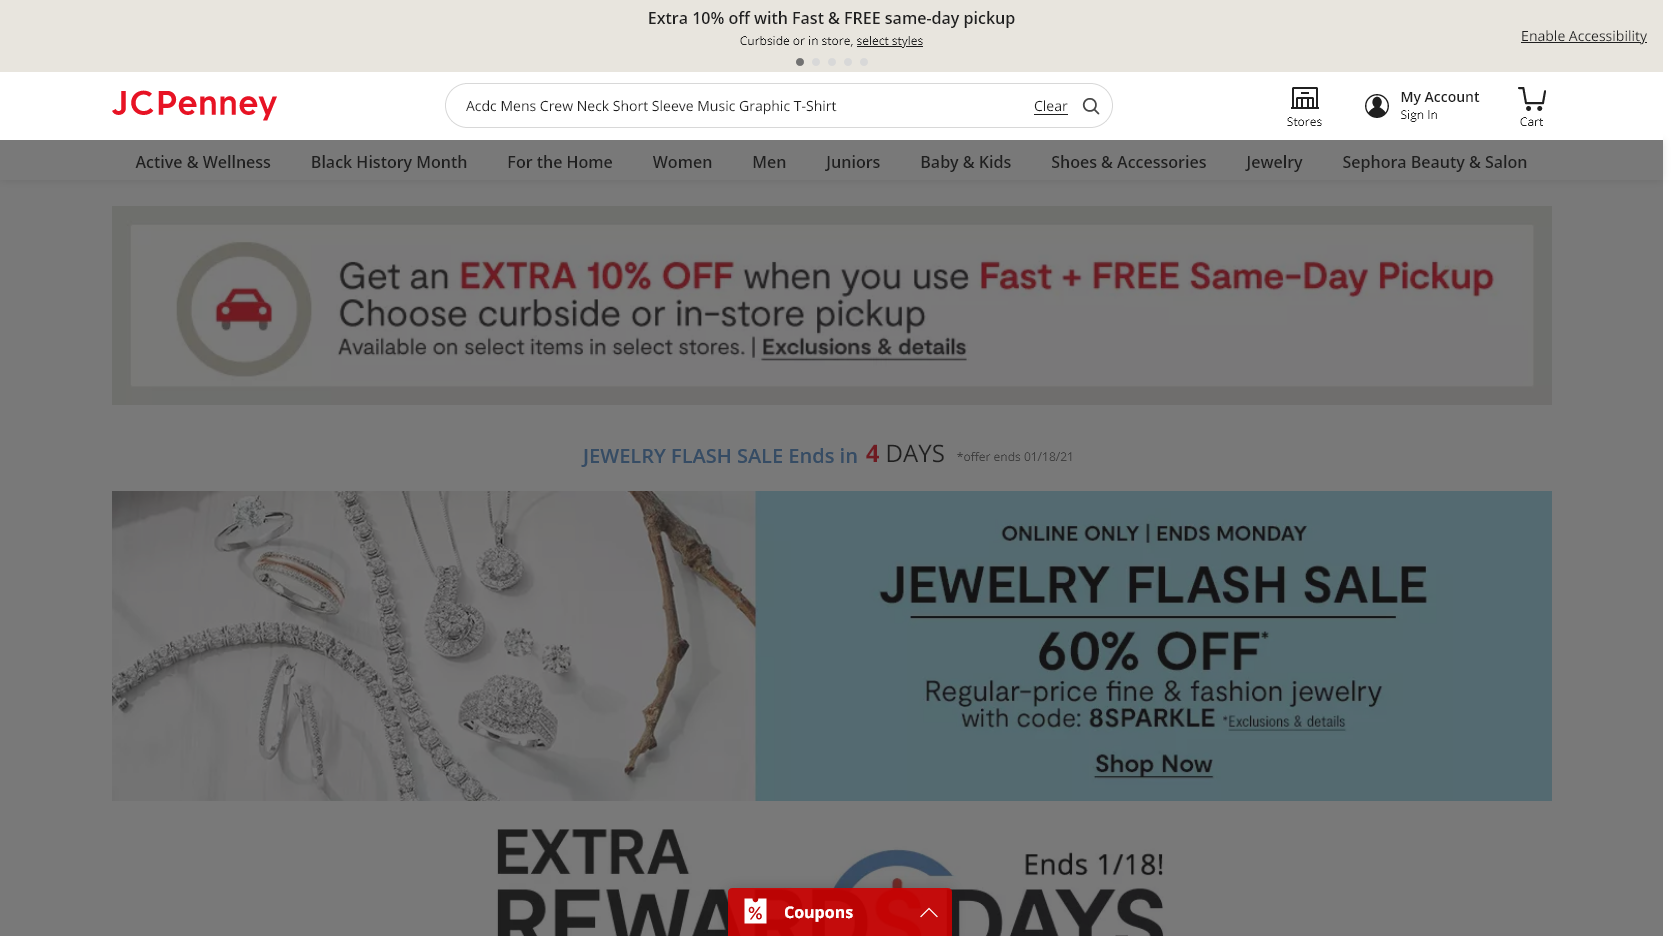 Extra 10% off with Fast & FREE same-day pickup
Curbside or in store, select styles
Enable Accessibility
JCPenney
Acdc Mens Crew Neck Short Sleeve Music Graphic T-Shirt
Clear
Stores
My Account
Sign In
Cart
Active & Wellness
Black History Month
For the Home
Women
Men
Juniors
Baby & Kids
Shoes & Accessories
Jewelry
Sephora Beauty & Salon
Get an EXTRA 10% OFF when you use Fast + FREE Same-Day Pickup
Choose curbside or in-store pickup
Available on select items in select stores. | Exclusions & details
JEWELRY FLASH SALE Ends in 4 DAYS *offer ends 01/18/21
ONLINE ONLY | ENDS MONDAY
JEWELRY FLASH SALE
60% OFF*
Regular-price fine & fashion jewelry
with code: 8SPARKLE *Exclusions & details
Shop Now
EXTRA
Ends 1/18!
REWARDS DAYS
% Coupons